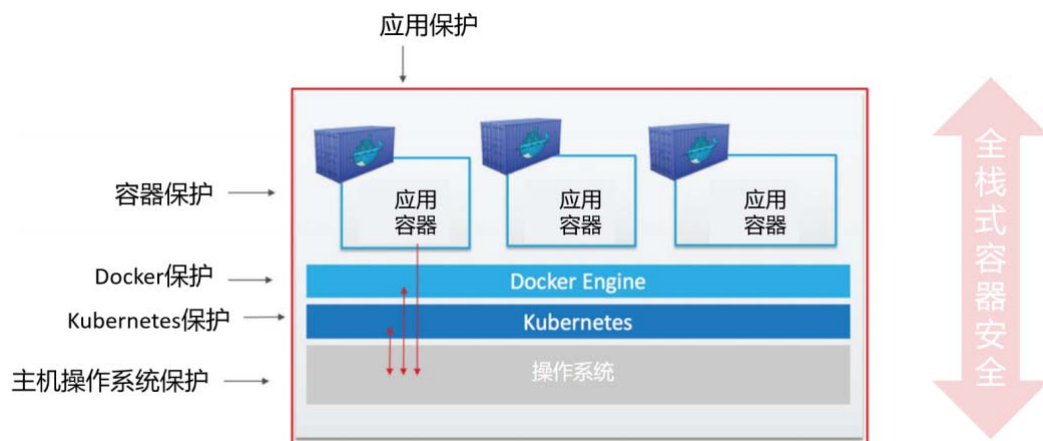 应用保护
容器保护
应用
容器
应用
容器
应用
容器
Docker保护
Docker Engine
Kubernetes保护
Kubernetes
主机操作系统保护
操作系统
全栈式容器安全